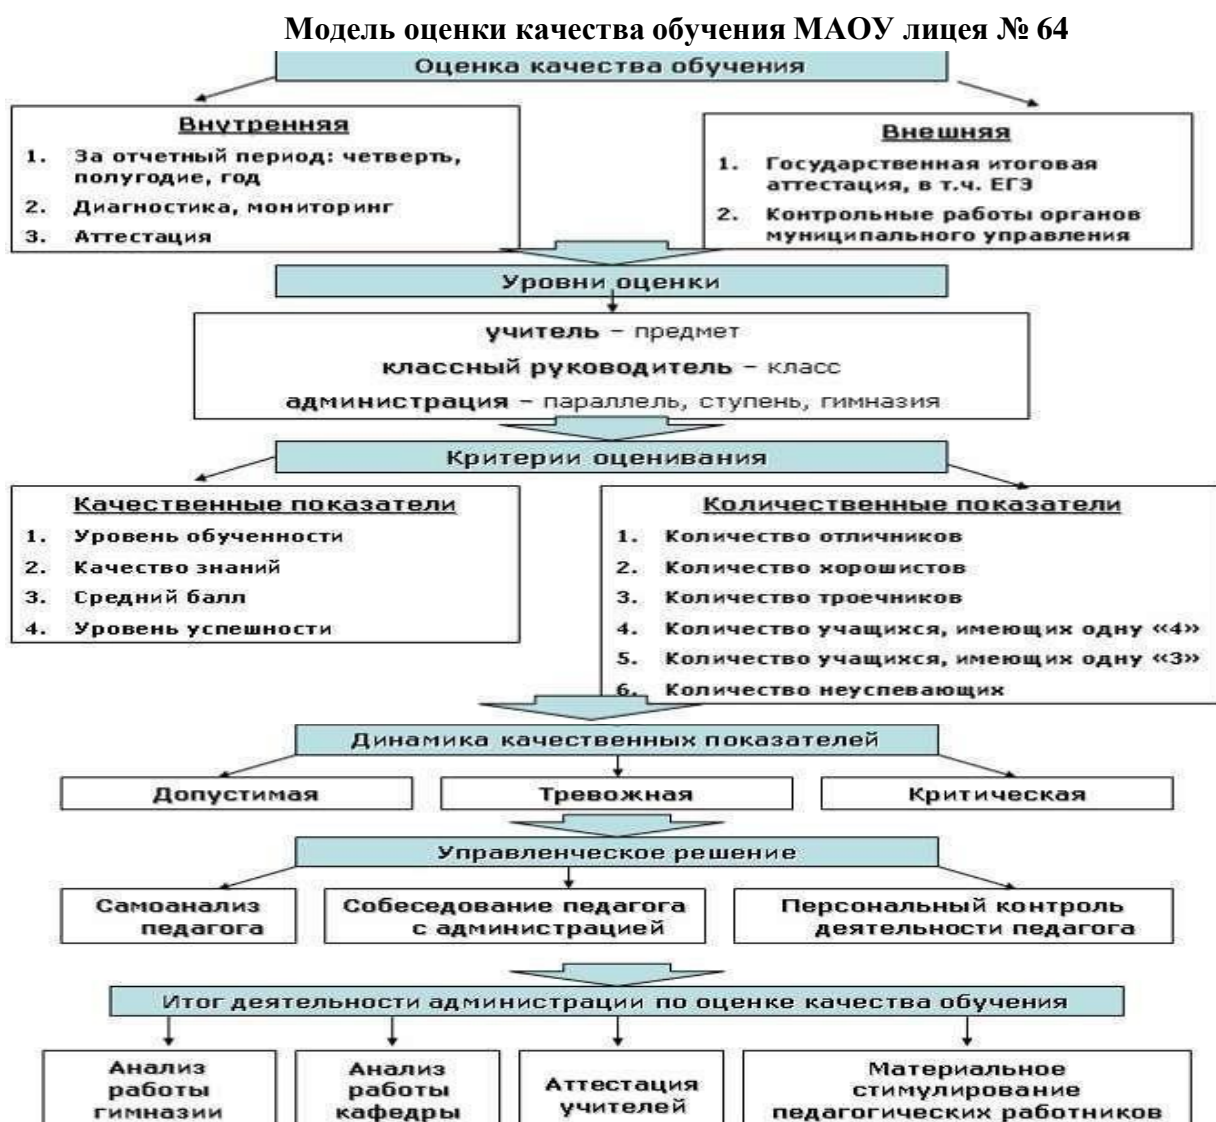 Модель оценки качества обучения МАОУ лицея № 64
Оценка качества обучения
Внутренняя
1. За отчетный период: четверть,
полугодие, год
2. Диагностика, мониторинг
3. Аттестация
Внешняя
1. Государственная итоговая
аттестация, в т.ч. ЕГЭ
2. Контрольные работы органов
муниципального управления
Уровни оценки
учитель – предмет
классный руководитель – класс
администрация – параллель, ступень, гимназия
Критерии оценивания
Качественные показатели
1. Уровень обученности
2. Качество знаний
3. Средний балл
4. Уровень успешности
Количественные показатели
1. Количество отличников
2. Количество хорошистов
3. Количество троечников
4. Количество учащихся, имеющих одну «4»
5. Количество учащихся, имеющих одну «3»
6. Количество неуспевающих
Динамика качественных показателей
Допустимая
Тревожная
Критическая
Управленческое решение
Самоанализ
педагога
Собеседование педагога
с администрацией
Персональный контроль
деятельности педагога
Итог деятельности администрации по оценке качества обучения
Анализ
работы
гимназии
Анализ
работы
кафедры
Аттестация
учителей
Материальное
стимулирование
педагогических работников